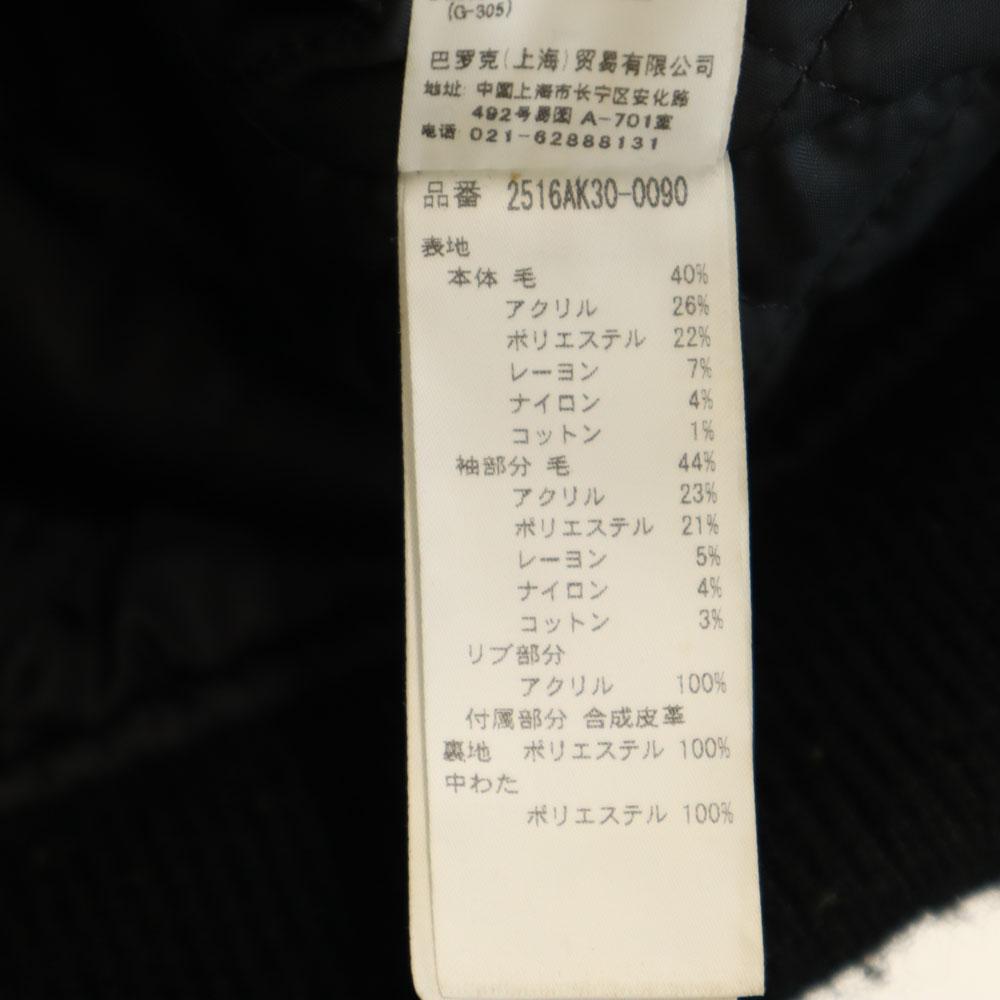 (G-305)
巴罗克(上海)贸易有限公司
地址: 中国上海市长宁区安化路
492号易园 A-701室
电话: 021-62888131
品番 2516AK30-0090
表地
本体 毛 40%
アクリル 26%
ポリエステル 22%
レーヨン 7%
ナイロン 4%
コットン 1%
袖部分 毛 44%
アクリル 23%
ポリエステル 21%
レーヨン 5%
ナイロン 4%
コットン 3%
リブ部分
アクリル 100%
付属部分 合成皮革
裏地 ポリエステル 100%
中わた
ポリエステル 100%